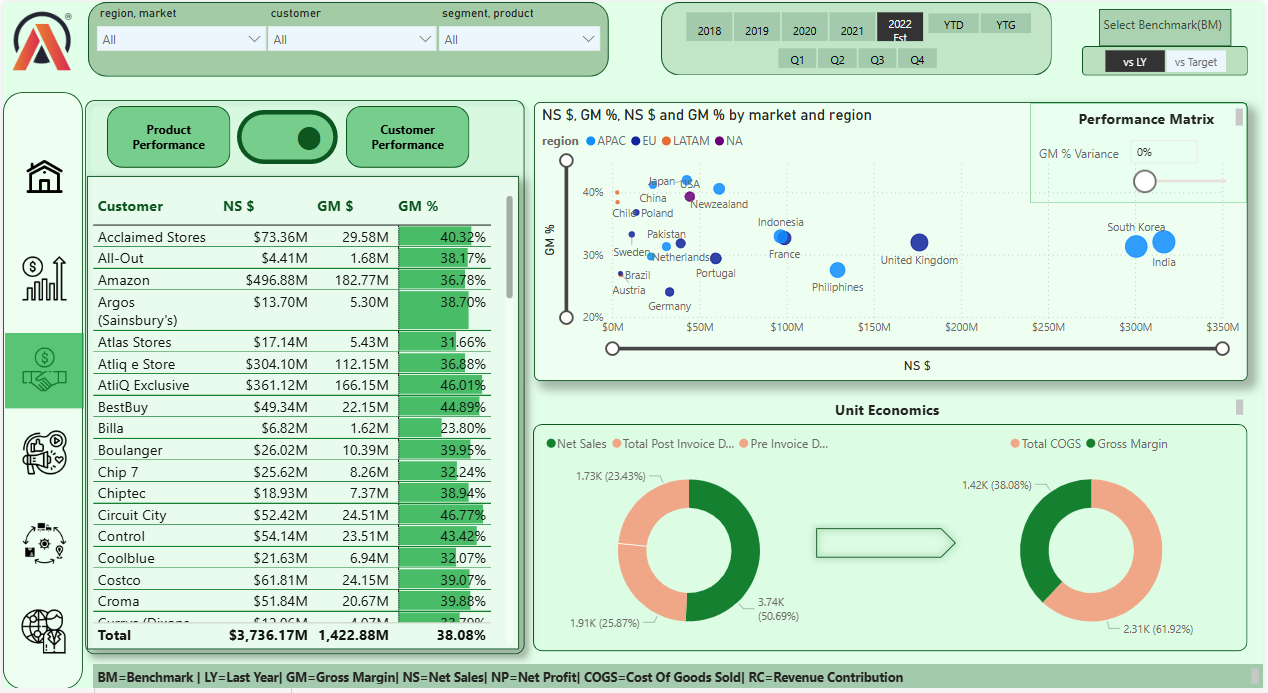 region, market customer segment, product
All All All
2018 2019 2020 2021 2022 Est YTD YTG
Q1 Q2 Q3 Q4
Select Benchmark(BM)
vs LY vs Target
Product Performance
Customer Performance
Customer NS $ GM $ GM %
Acclaimed Stores $73.36M 29.58M 40.32%
All-Out $4.41M 1.68M 38.17%
Amazon $496.88M 182.77M 36.78%
Argos (Sainsbury's) $13.70M 5.30M 38.70%
Atlas Stores $17.14M 5.43M 31.66%
Atliq e Store $304.10M 112.15M 36.88%
AtliQ Exclusive $361.12M 166.15M 46.01%
BestBuy $49.34M 22.15M 44.89%
Billa $6.82M 1.62M 23.80%
Boulanger $26.02M 10.39M 39.95%
Chip 7 $25.62M 8.26M 32.24%
Chiptec $18.93M 7.37M 38.94%
Circuit City $52.42M 24.51M 46.77%
Control $54.14M 23.51M 43.42%
Coolblue $21.63M 6.94M 32.07%
Costco $61.81M 24.15M 39.07%
Croma $51.84M 20.67M 39.88%
Total $3,736.17M 1,422.88M 38.08%
NS $, GM %, NS $ and GM % by market and region
region APAC EU LATAM NA
Performance Matrix
GM % Variance 0%
GM %
40%
30%
20%
Japan
USA
China
Newzealand
Chile
Poland
Indonesia
Pakistan
Sweden
Netherlands
France
Brazil
Portugal
Austria
Germany
Philiphines
United Kingdom
South Korea
India
$0M $50M $100M $150M $200M $250M $300M $350M
NS $
Unit Economics
Net Sales Total Post Invoice D... Pre Invoice D...
1.73K (23.43%)
1.91K (25.87%)
3.74K
(50.69%)
Total COGS Gross Margin
1.42K (38.08%)
2.31K (61.92%)
BM=Benchmark | LY=Last Year| GM=Gross Margin| NS=Net Sales| NP=Net Profit| COGS=Cost Of Goods Sold| RC=Revenue Contribution